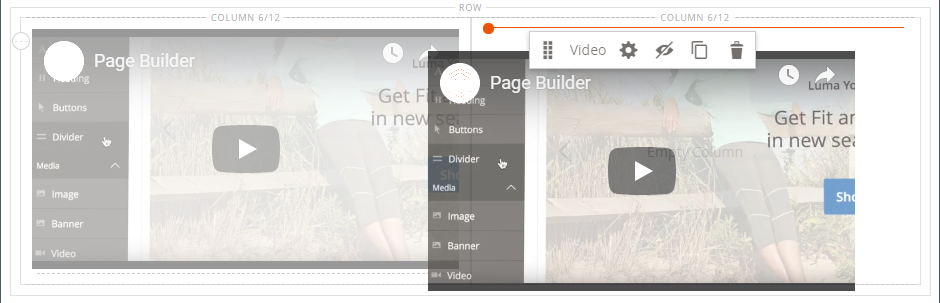 ROW
COLUMN 6/12
COLUMN 6/12
Page Builder
Heading
Buttons
Divider
Media
Image
Banner
Video
Luma Yo
Get Fit
in new se
Sho
Video
Page Builder
Heading
Buttons
Divider
Media
Image
Banner
Video
Luma Yo
Get Fit an
in new sea
Empty Column
Sho